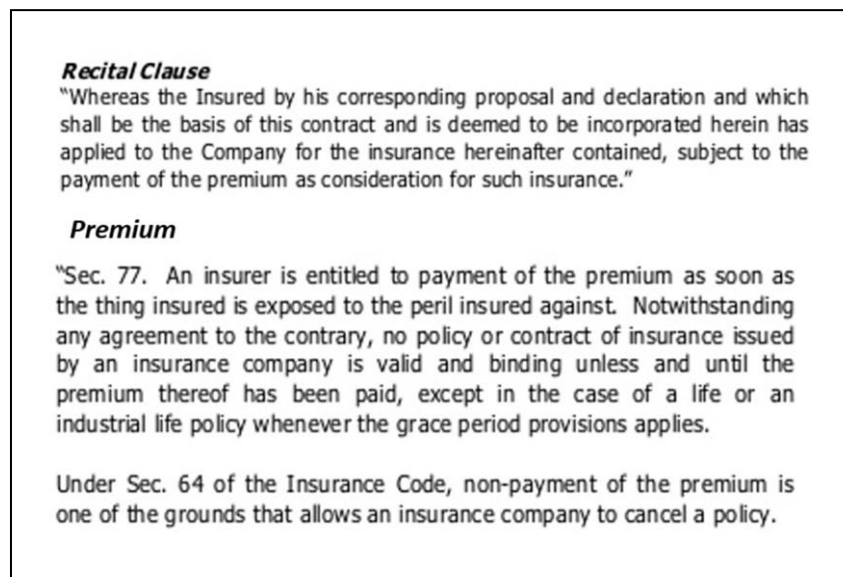 Recital Clause
"Whereas the Insured by his corresponding proposal and declaration and which
shall be the basis of this contract and is deemed to be incorporated herein has
applied to the Company for the insurance hereinafter contained, subject to the
payment of the premium as consideration for such insurance."
Premium
"Sec. 77. An insurer is entitled to payment of the premium as soon as
the thing insured is exposed to the peril insured against. Notwithstanding
any agreement to the contrary, no policy or contract of insurance issued
by an insurance company is valid and binding unless and until the
premium thereof has been paid, except in the case of a life or an
industrial life policy whenever the grace period provisions applies.
Under Sec. 64 of the Insurance Code, non-payment of the premium is
one of the grounds that allows an insurance company to cancel a policy.